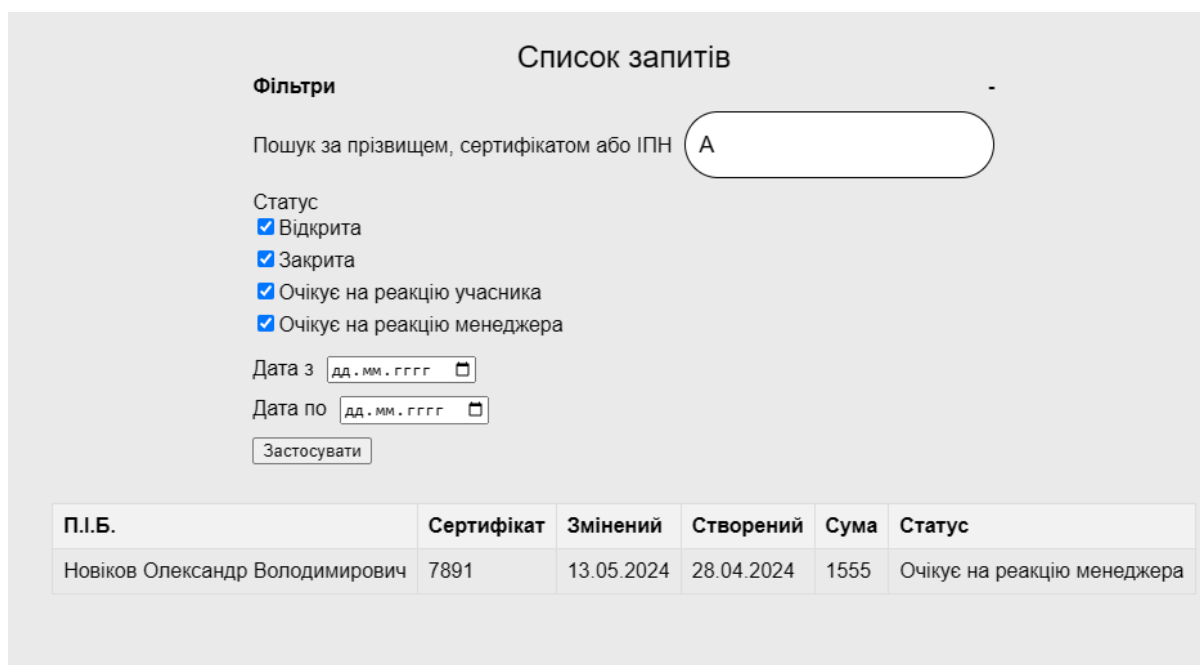 Список запитів
Фільтри -
Пошук за прізвищем, сертифікатом або ІПН А
Статус
Відкрита
Закрита
Очікує на реакцію учасника
Очікує на реакцію менеджера
Дата з дд.мм.гггг
Дата по дд.мм.гггг
Застосувати
П.І.Б. Сертифікат Змінений Створений Сума Статус
Новіков Олександр Володимирович 7891 13.05.2024 28.04.2024 1555 Очікує на реакцію менеджера